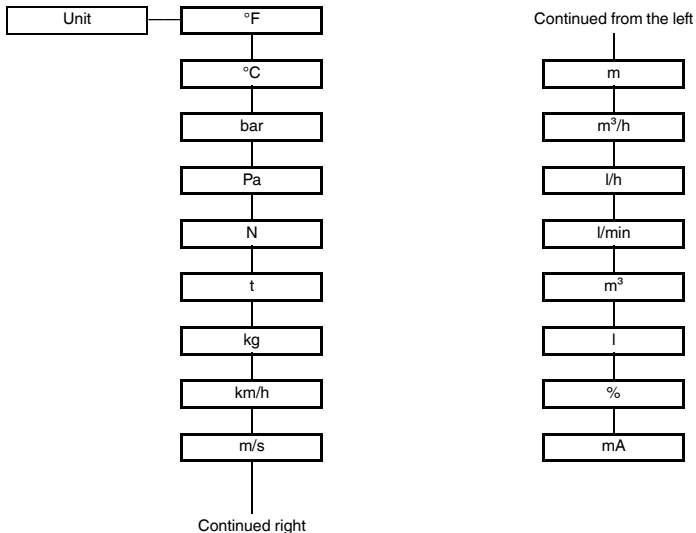 Unit
°F
°C
bar
Pa
N
t
kg
km/h
m/s
Continued right
Continued from the left
m
m³/h
l/h
l/min
m³
l
%
mA